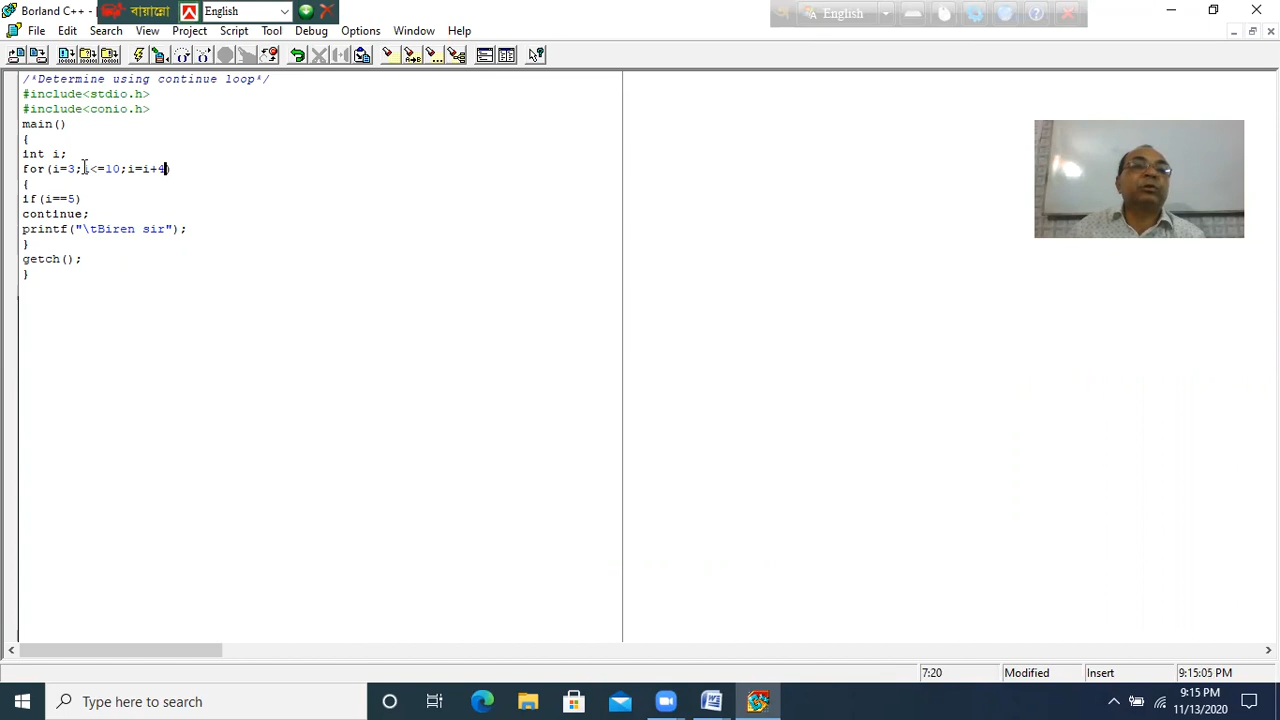 Borland C++ - বায়ান্নো English
English
File Edit Search View Project Script Tool Debug Options Window Help
/*Determine using continue loop*/
#include<stdio.h>
#include<conio.h>
main()
{
int i;
for(i=3;i<=10;i=i+4)
{
if(i==5)
continue;
printf("\tBiren sir");
}
getch();
}
7:20 Modified Insert 9:15:05 PM
Type here to search
9:15 PM
11/13/2020